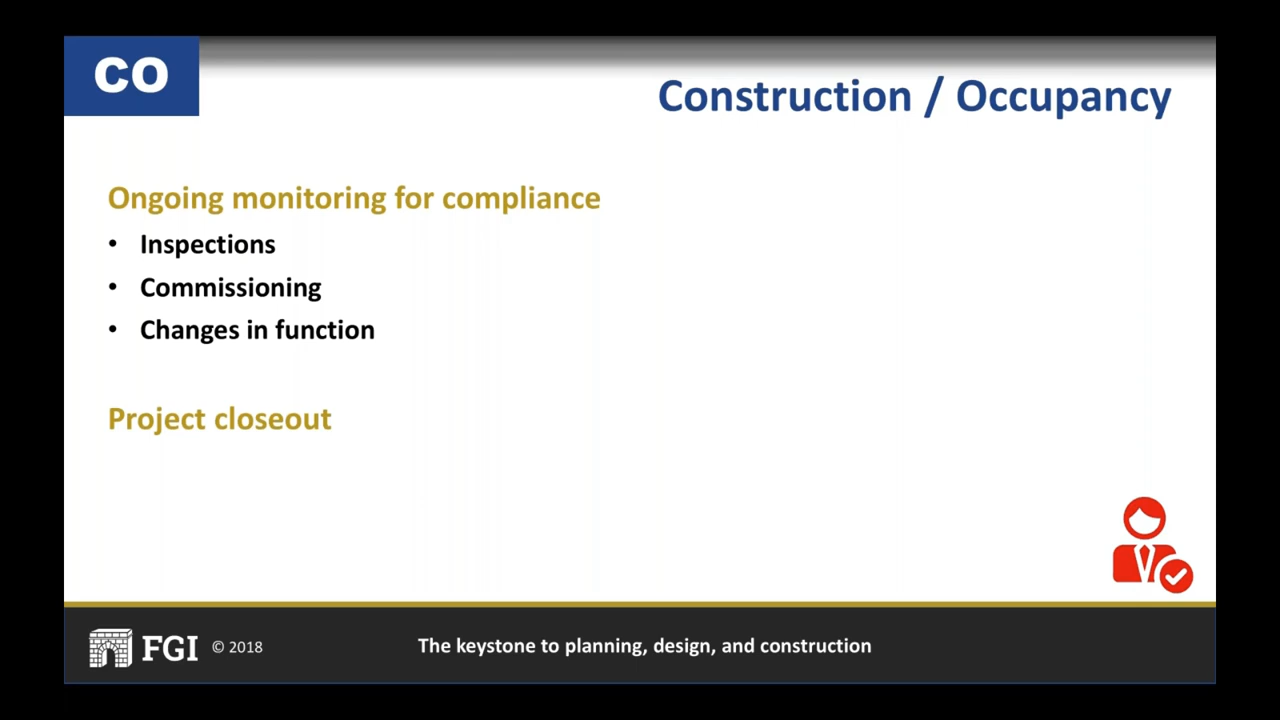 CO
Construction / Occupancy
Ongoing monitoring for compliance
• Inspections
• Commissioning
• Changes in function
Project closeout
FGI © 2018
The keystone to planning, design, and construction